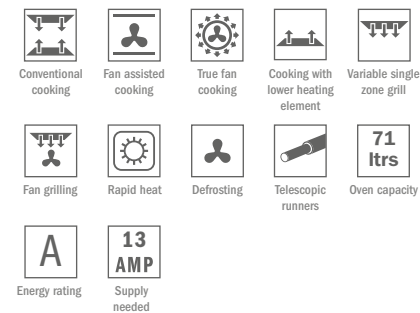 Conventional cooking
Fan assisted cooking
True fan cooking
Cooking with lower heating element
Variable single zone grill
Fan grilling
Rapid heat
Defrosting
Telescopic runners
71 ltrs
Oven capacity
A
Energy rating
13 AMP
Supply needed